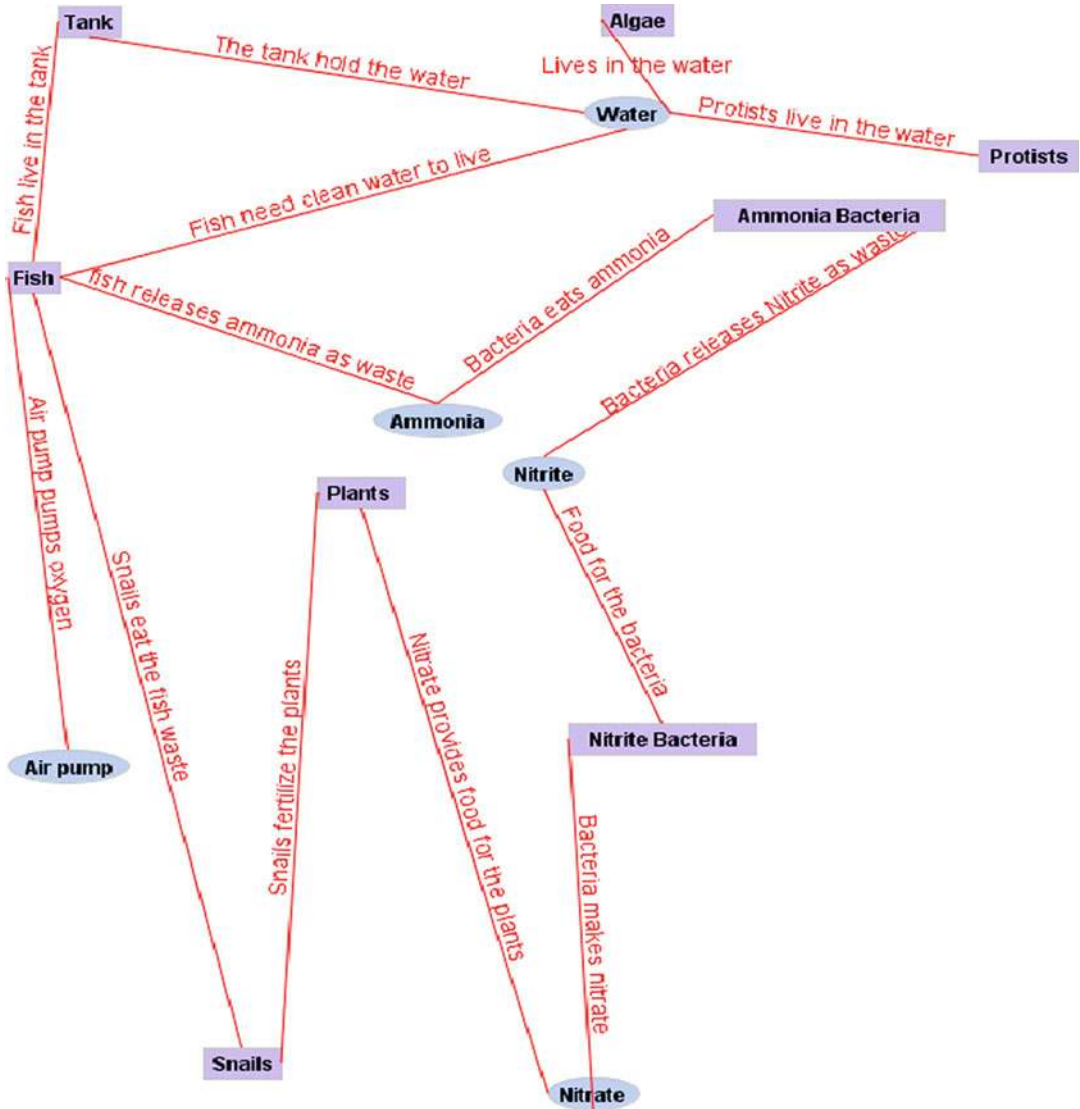 Tank
Algae
The tank hold the water
Lives in the water
Fish live in the tank
Water
Protists live in the water
Protists
Fish need clean water to live
Ammonia Bacteria
Fish
fish releases ammonia as waste
Bacteria eats ammonia
Bacteria releases Nitrite as waste
Ammonia
Air pump pumps oxygen
Nitrite
Plants
Food for the bacteria
Snails eat the fish waste
Snails fertilize the plants
Nitrate provides food for the plants
Nitrite Bacteria
Air pump
Bacteria makes nitrate
Snails
Nitrate